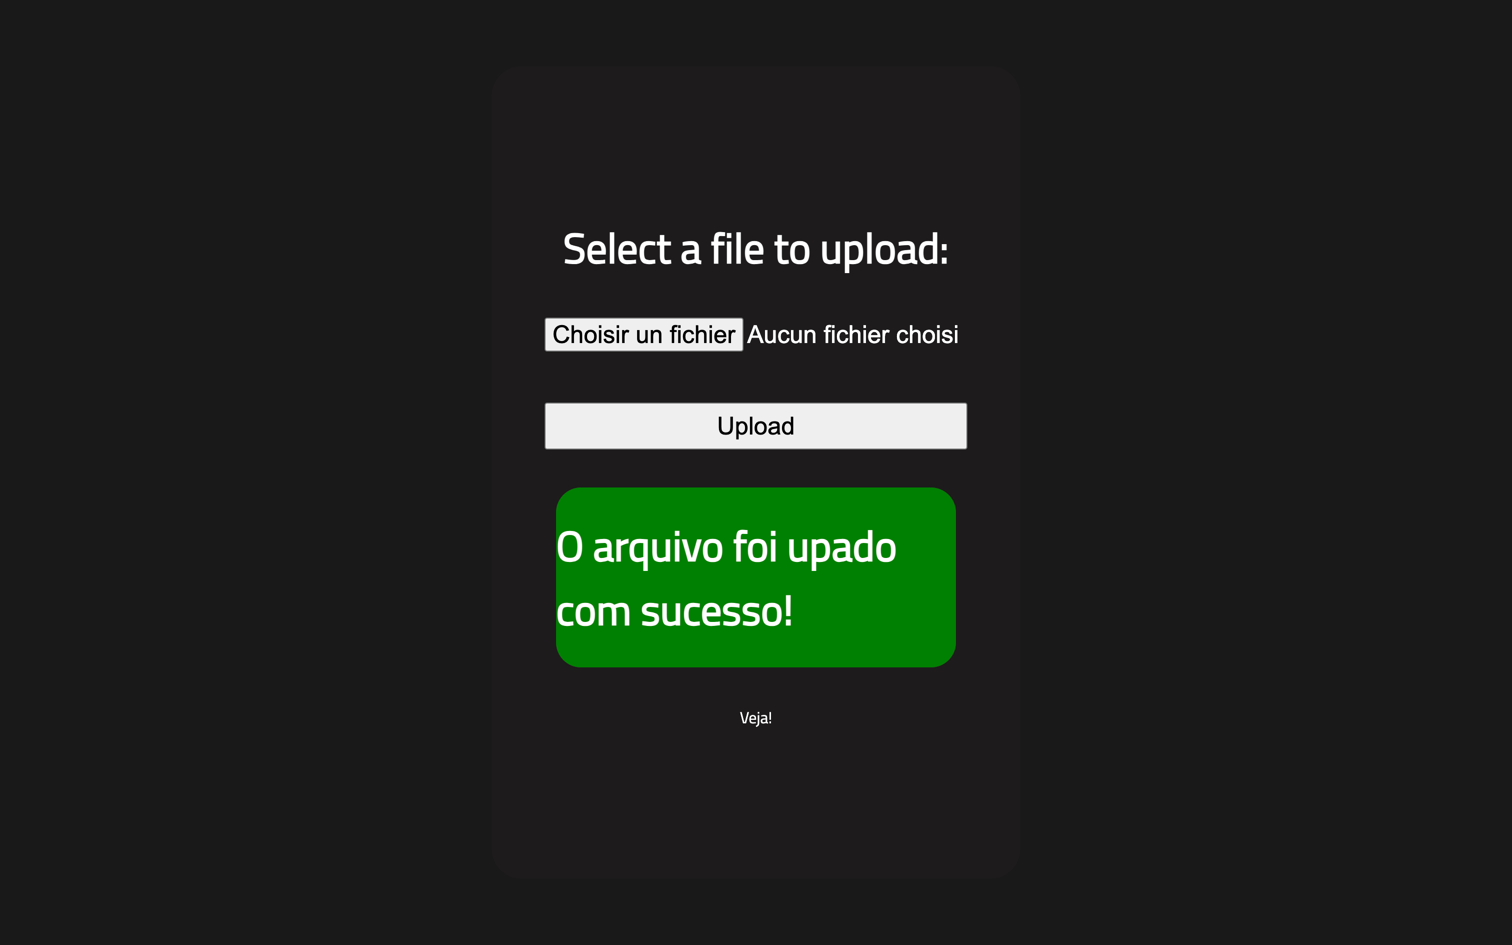 Select a file to upload:
Choisir un fichier Aucun fichier choisi
Upload
O arquivo foi upado
com sucesso!
Veja!